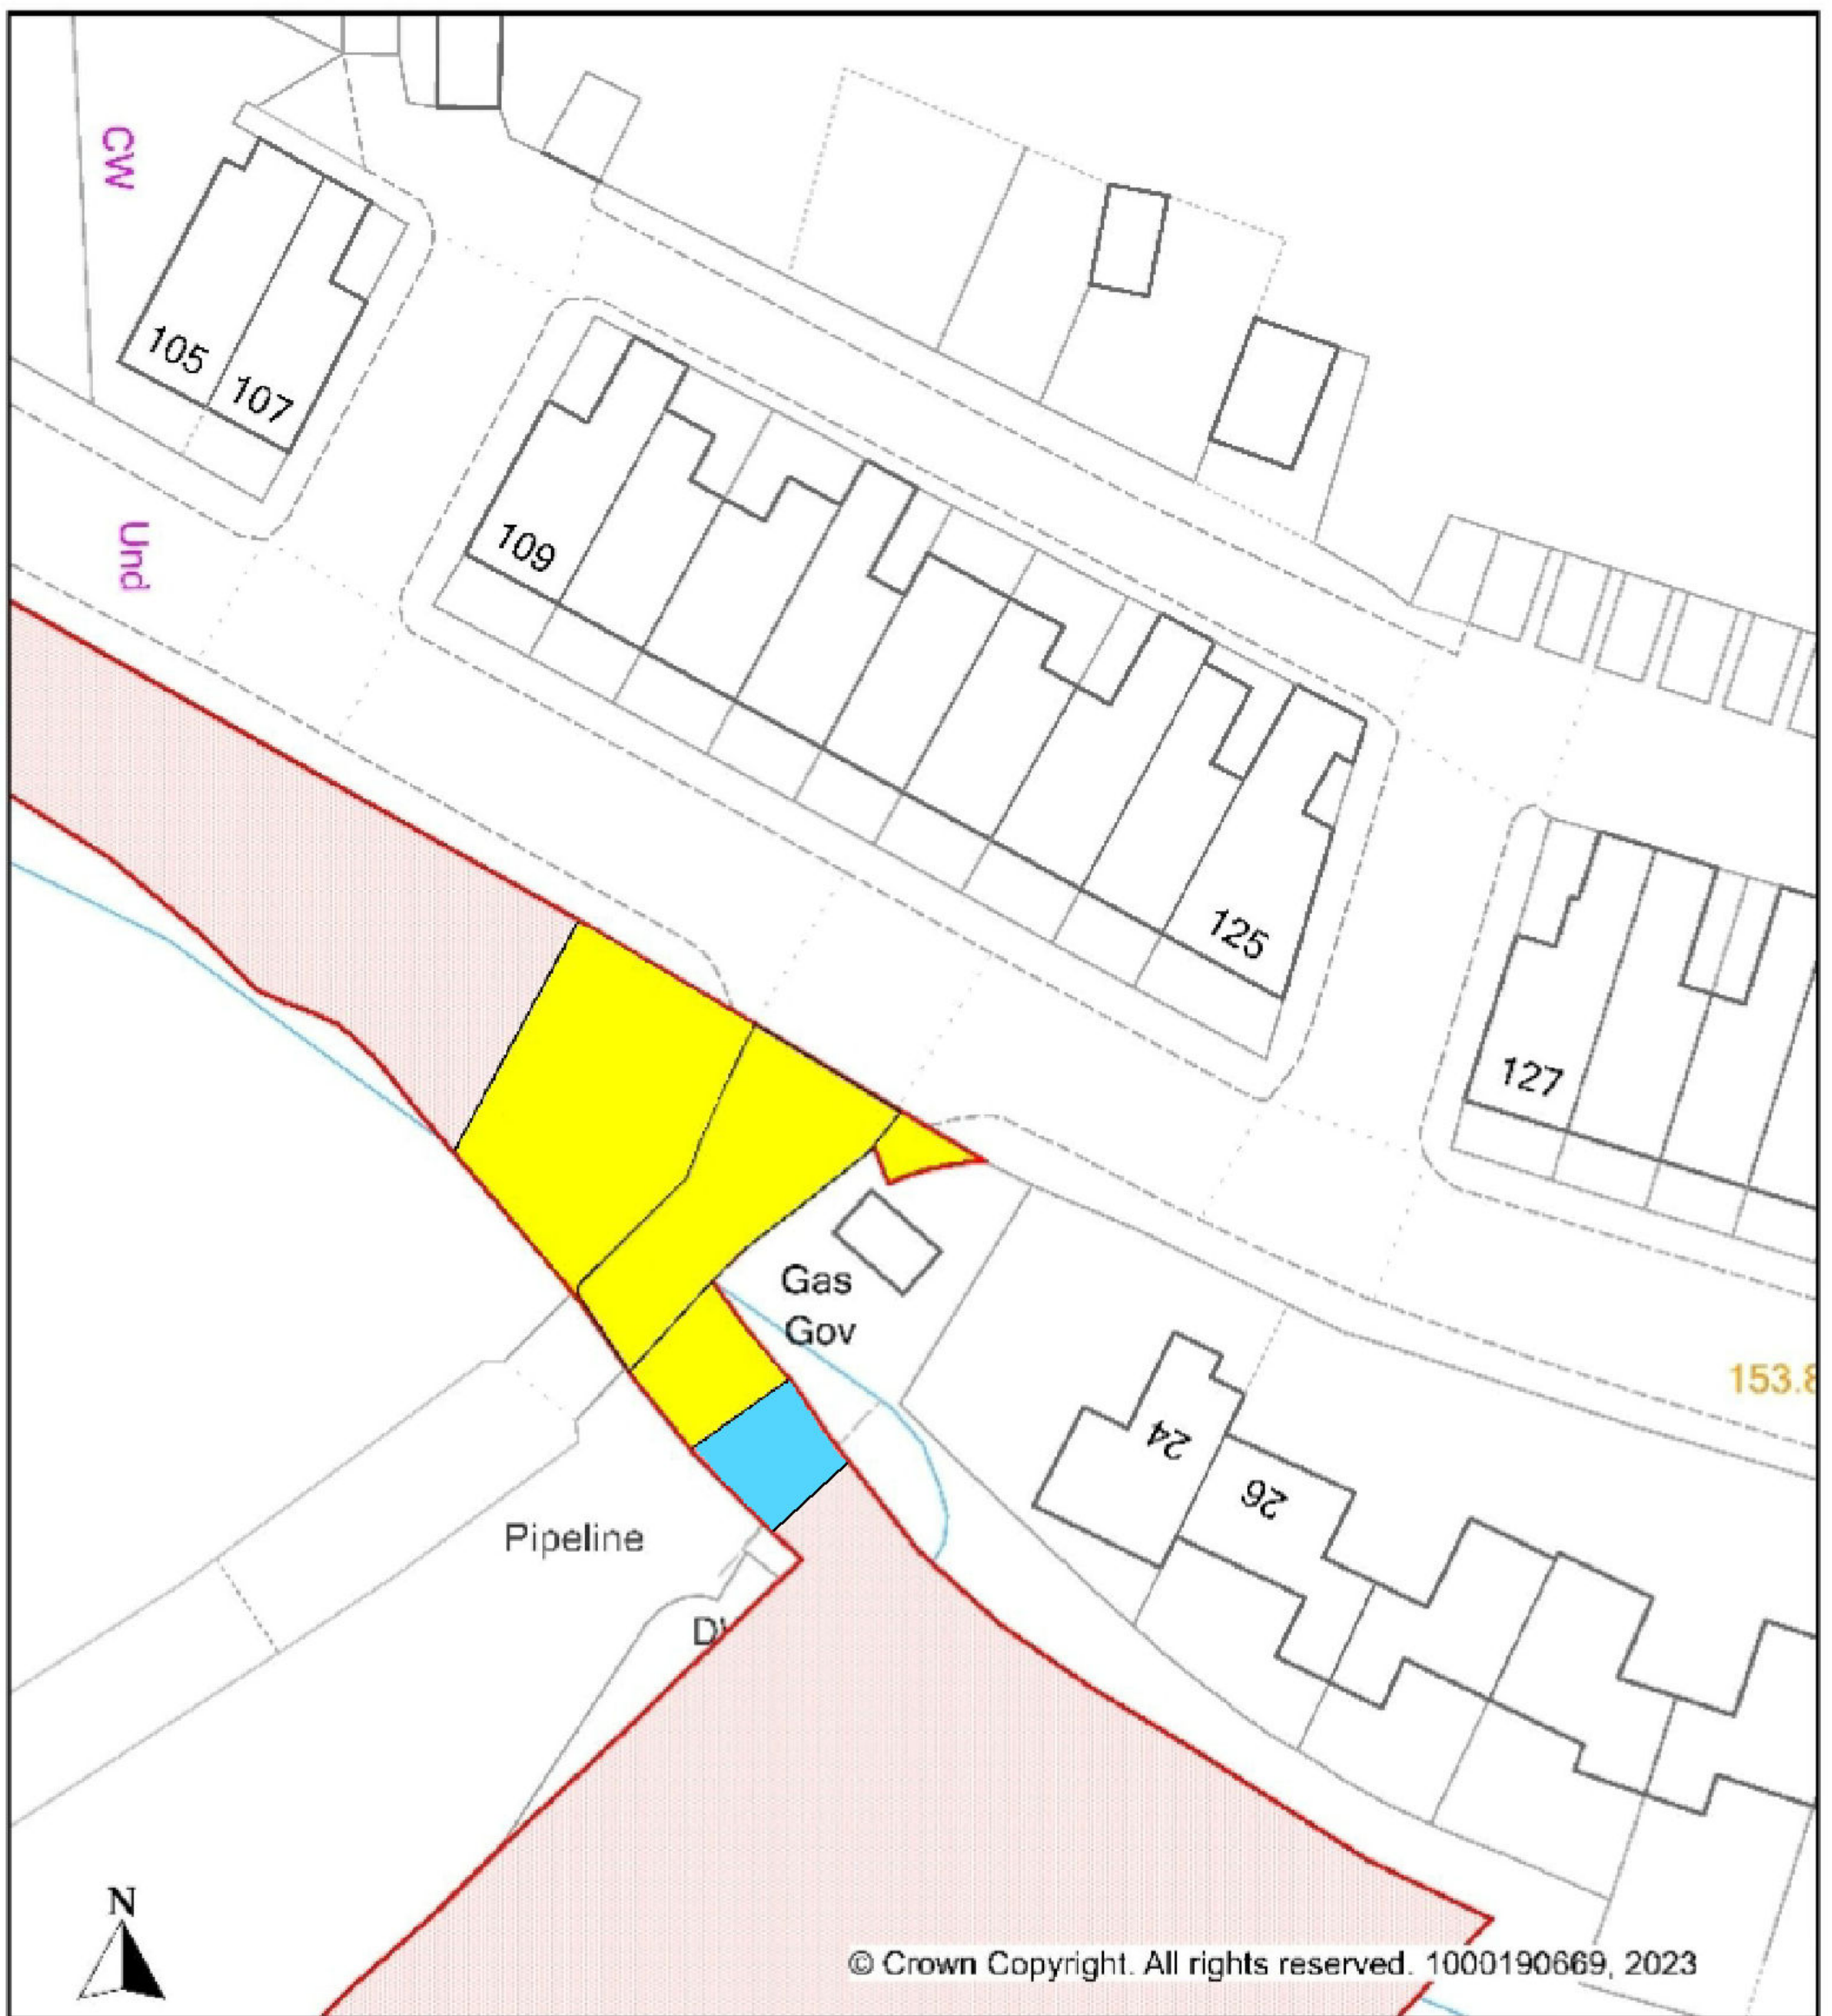 CW
105
107
Und
109
125
127
Gas
Gov
153.8
24
26
Pipeline
N
© Crown Copyright. All rights reserved. 1000190669, 2023